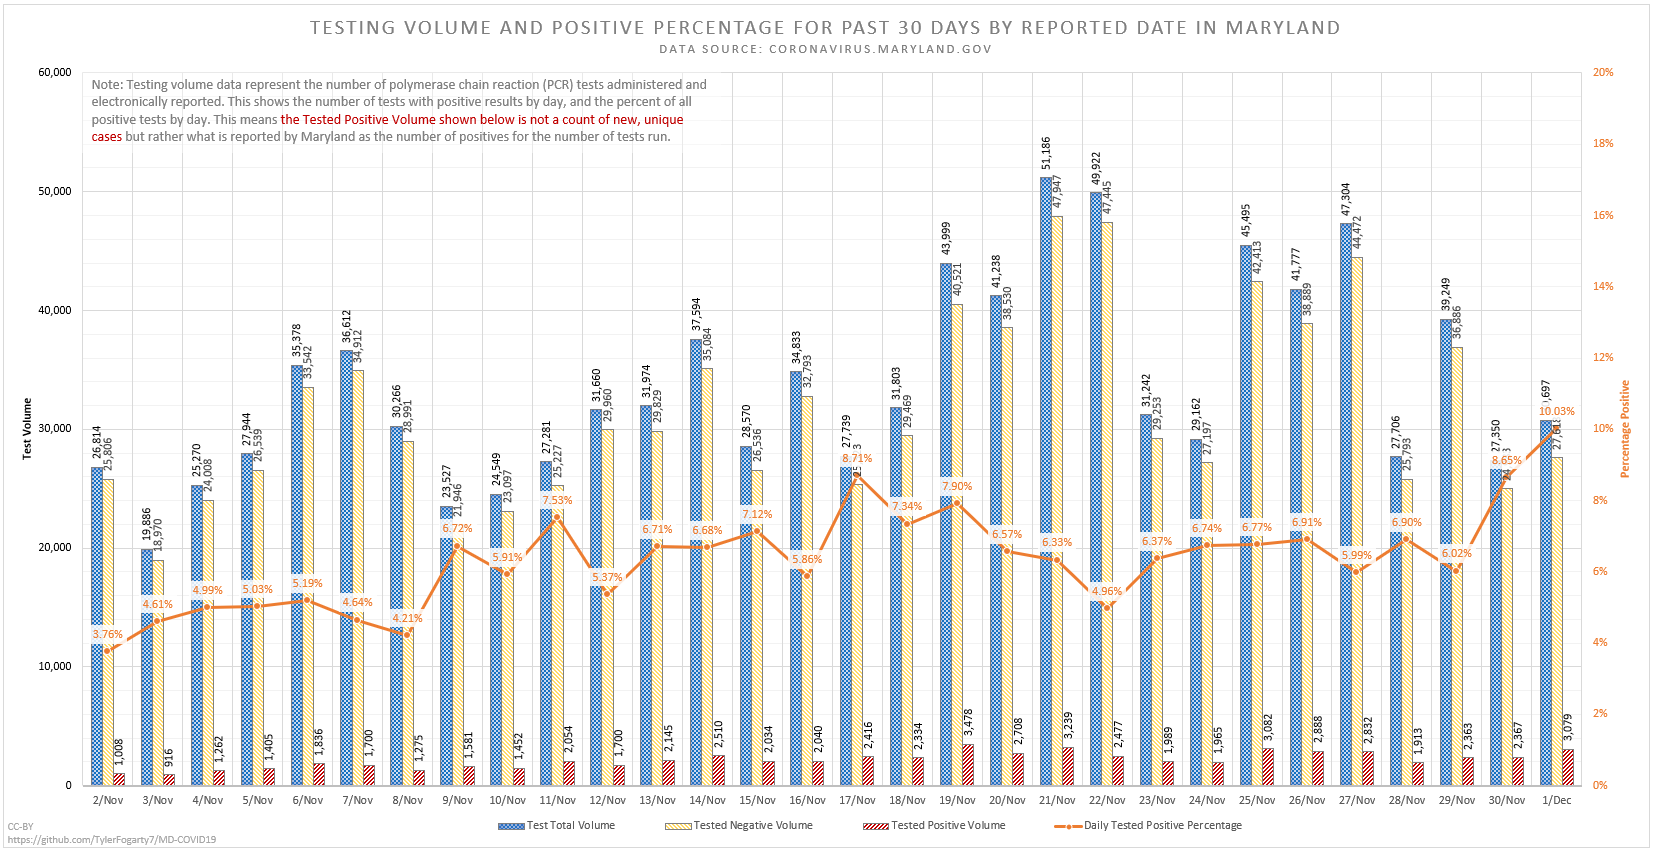 TESTING VOLUME AND POSITIVE PERCENTAGE FOR PAST 30 DAYS BY REPORTED DATE IN MARYLAND
DATA SOURCE: CORONAVIRUS.MARYLAND.GOV
Note: Testing volume data represent the number of polymerase chain reaction (PCR) tests administered and
electronically reported. This shows the number of tests with positive results by day, and the percent of all
positive tests by day. This means the Tested Positive Volume shown below is not a count of new, unique
cases but rather what is reported by Maryland as the number of positives for the number of tests run.
60,000
50,000
40,000
30,000
20,000
10,000
0
Test Volume
20%
18%
16%
14%
12%
10%
8%
6%
4%
2%
0%
Percentage Positive
26,814 25,806 3.76% 1,008
19,886 18,970 4.61% 916
25,270 24,008 4.99% 1,262
27,944 26,539 5.03% 1,405
35,378 33,542 5.19% 1,836
36,612 34,912 4.64% 1,700
30,266 28,991 4.21% 1,275
23,527 21,946 6.72% 1,581
24,549 23,097 5.91% 1,452
27,281 25,227 7.53% 2,054
31,660 29,960 5.37% 1,700
31,974 29,829 6.71% 2,145
37,594 35,084 6.68% 2,510
28,570 26,536 7.12% 2,034
34,833 32,793 5.86% 2,040
27,739 8.71% 2,416
31,803 29,469 7.34% 2,334
43,999 40,521 7.90% 3,478
41,238 38,530 6.57% 2,708
51,186 47,947 6.33% 3,239
49,922 47,445 4.96% 2,477
31,242 29,253 6.37% 1,989
29,162 27,197 6.74% 1,965
45,495 42,413 6.77% 3,082
41,777 38,889 6.91% 2,888
47,304 44,472 5.99% 2,832
27,706 25,793 6.90% 1,913
39,249 36,886 6.02% 2,363
27,350 8.65% 2,367
,697 10.03% 3,079
2/Nov 3/Nov 4/Nov 5/Nov 6/Nov 7/Nov 8/Nov 9/Nov 10/Nov 11/Nov 12/Nov 13/Nov 14/Nov 15/Nov 16/Nov 17/Nov 18/Nov 19/Nov 20/Nov 21/Nov 22/Nov 23/Nov 24/Nov 25/Nov 26/Nov 27/Nov 28/Nov 29/Nov 30/Nov 1/Dec
Test Total Volume Tested Negative Volume Tested Positive Volume Daily Tested Positive Percentage
CC-BY
https://github.com/TylerFogarty7/MD-COVID19